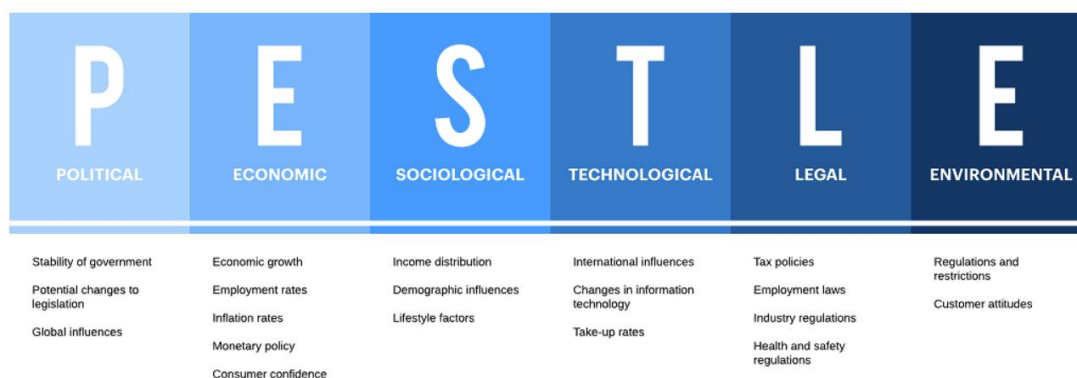 P E S T L E
POLITICAL ECONOMIC SOCIOLOGICAL TECHNOLOGICAL LEGAL ENVIRONMENTAL
Stability of government
Potential changes to
legislation
Global influences
Economic growth
Employment rates
Inflation rates
Monetary policy
Consumer confidence
Income distribution
Demographic influences
Lifestyle factors
International influences
Changes in information
technology
Take-up rates
Tax policies
Employment laws
Industry regulations
Health and safety
regulations
Regulations and
restrictions
Customer attitudes